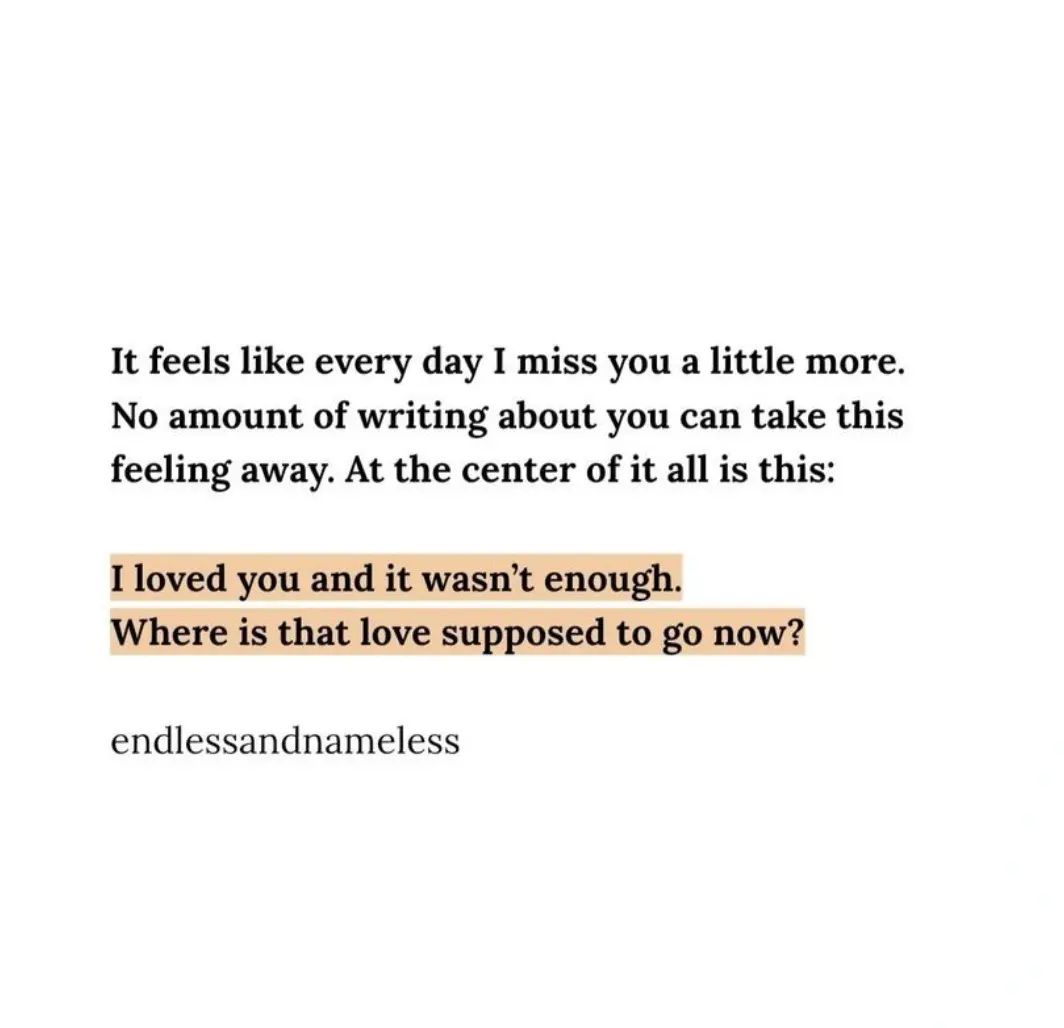 It feels like every day I miss you a little more.
No amount of writing about you can take this
feeling away. At the center of it all is this:
I loved you and it wasn’t enough.
Where is that love supposed to go now?
endlessandnameless